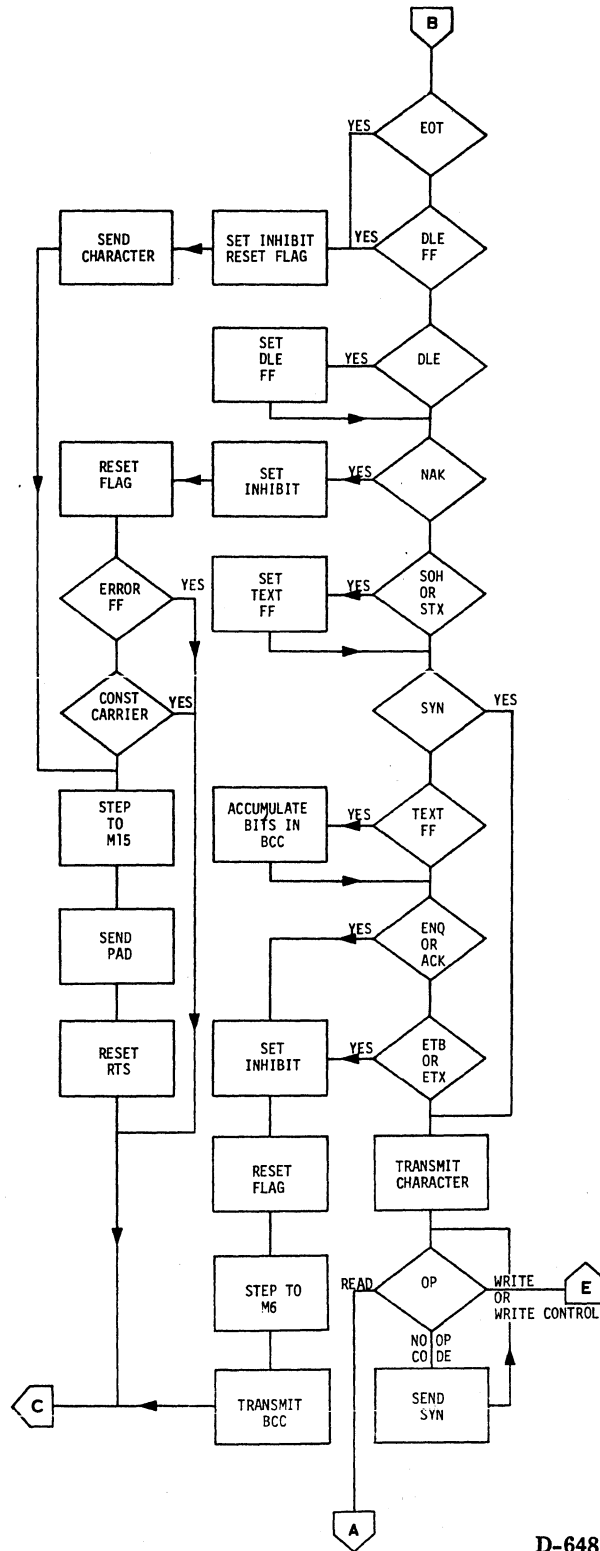 B
YES
EOT
SEND
CHARACTER
SET INHIBIT
RESET FLAG
YES
DLE
FF
SET
DLE
FF
YES
DLE
RESET
FLAG
SET
INHIBIT
YES
NAK
ERROR
FF
YES
SET
TEXT
FF
YES
SOH
OR
STX
CONST
CARRIER
YES
SYN
YES
STEP
TO
M15
ACCUMULATE
BITS IN
BCC
YES
TEXT
FF
SEND
PAD
YES
ENQ
OR
ACK
RESET
RTS
SET
INHIBIT
YES
ETB
OR
ETX
RESET
FLAG
TRANSMIT
CHARACTER
STEP TO
M6
READ
OP
WRITE
OR
WRITE CONTROL
E
NO OP
CO DE
C
TRANSMIT
BCC
SEND
SYN
A
D-648